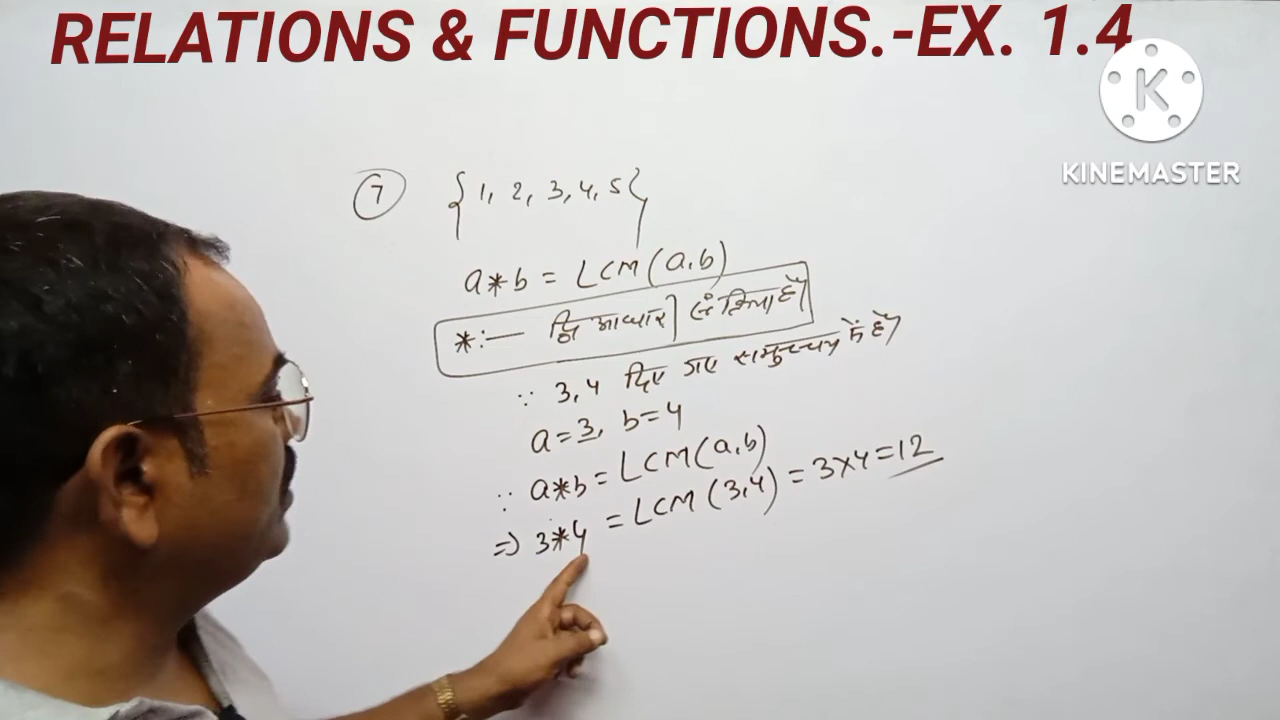 RELATIONS & FUNCTIONS.-EX. 1.4
K
KINEMASTER
7 {1, 2, 3, 4, 5}
a*b = LCM(a,b)
*:— द्वि आधारी संक्रिया है।
∵ 3,4 दिए गए समुच्चय में है।
a=3, b=4
∵ a*b = LCM(a,b)
⇒ 3*4 = LCM(3,4) = 3×4=12